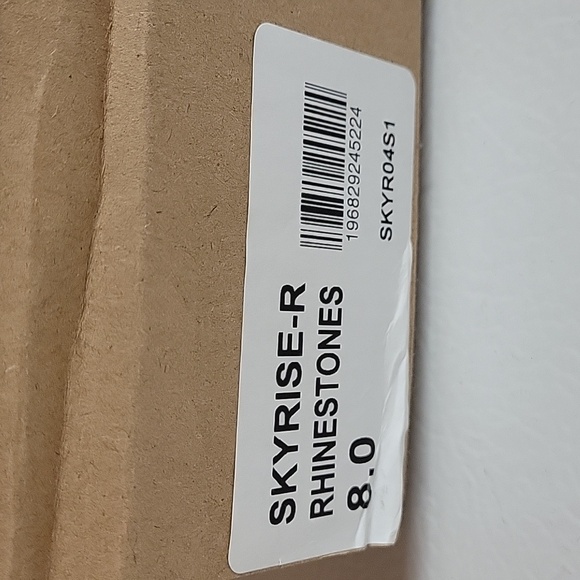 SKYRISE-R
RHINESTONES
8.0
196829245224
SKYR04S1